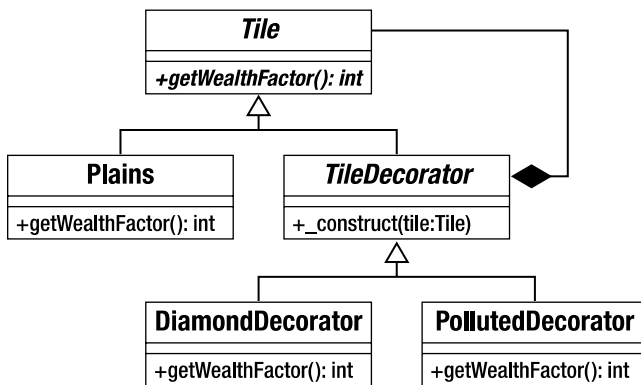 Tile
+getWealthFactor(): int
Plains
+getWealthFactor(): int
TileDecorator
+_construct(tile:Tile)
DiamondDecorator
+getWealthFactor(): int
PollutedDecorator
+getWealthFactor(): int